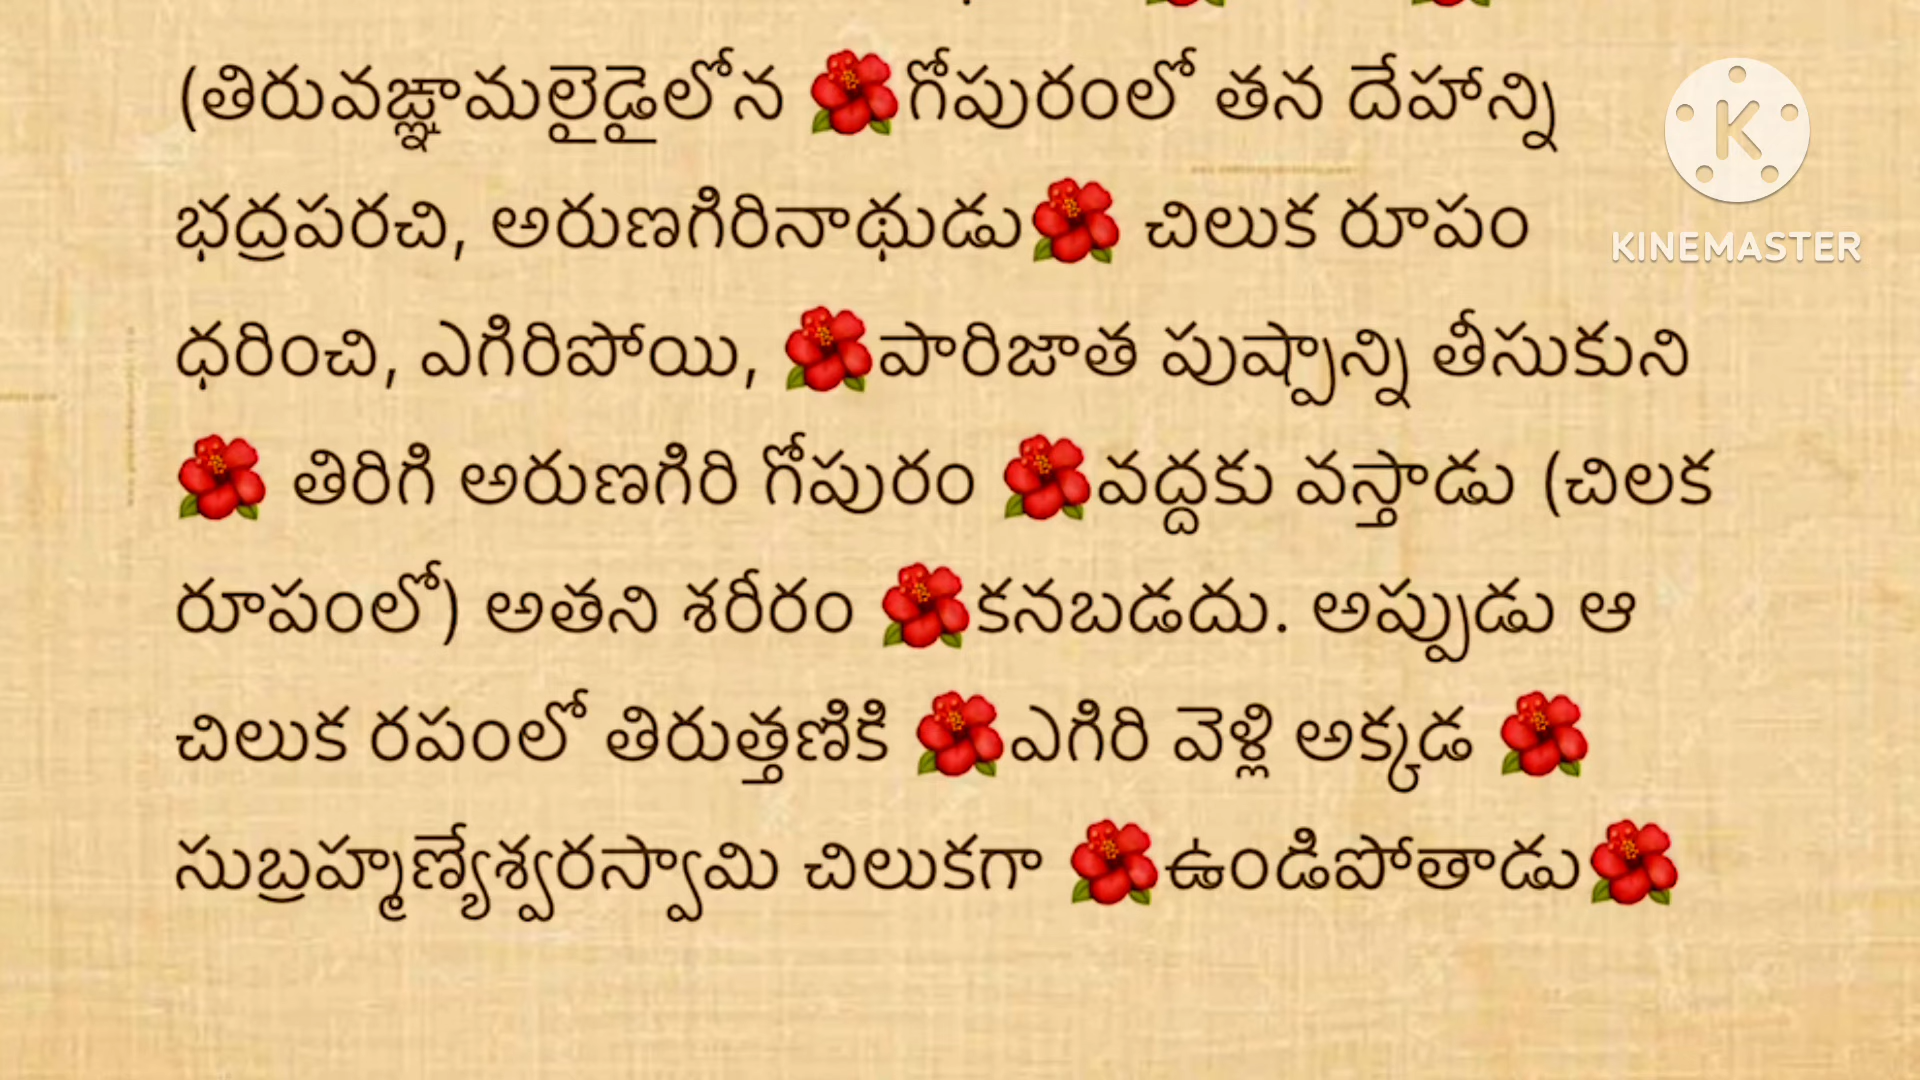 (తిరువఙ్ఞామలైడైలోన 🌺గోపురంలో తన దేహాన్ని
భద్రపరచి, అరుణగిరినాథుడు🌺 చిలుక రూపం
ధరించి, ఎగిరిపోయి, 🌺పారిజాత పుష్పాన్ని తీసుకుని
🌺 తిరిగి అరుణగిరి గోపురం 🌺వద్దకు వస్తాడు (చిలక
రూపంలో) అతని శరీరం 🌺కనబడదు. అప్పుడు ఆ
చిలుక రపంలో తిరుత్తణికి 🌺ఎగిరి వెళ్లి అక్కడ 🌺
సుబ్రహ్మణ్యేశ్వరస్వామి చిలుకగా 🌺ఉండిపోతాడు🌺
K
KINEMASTER